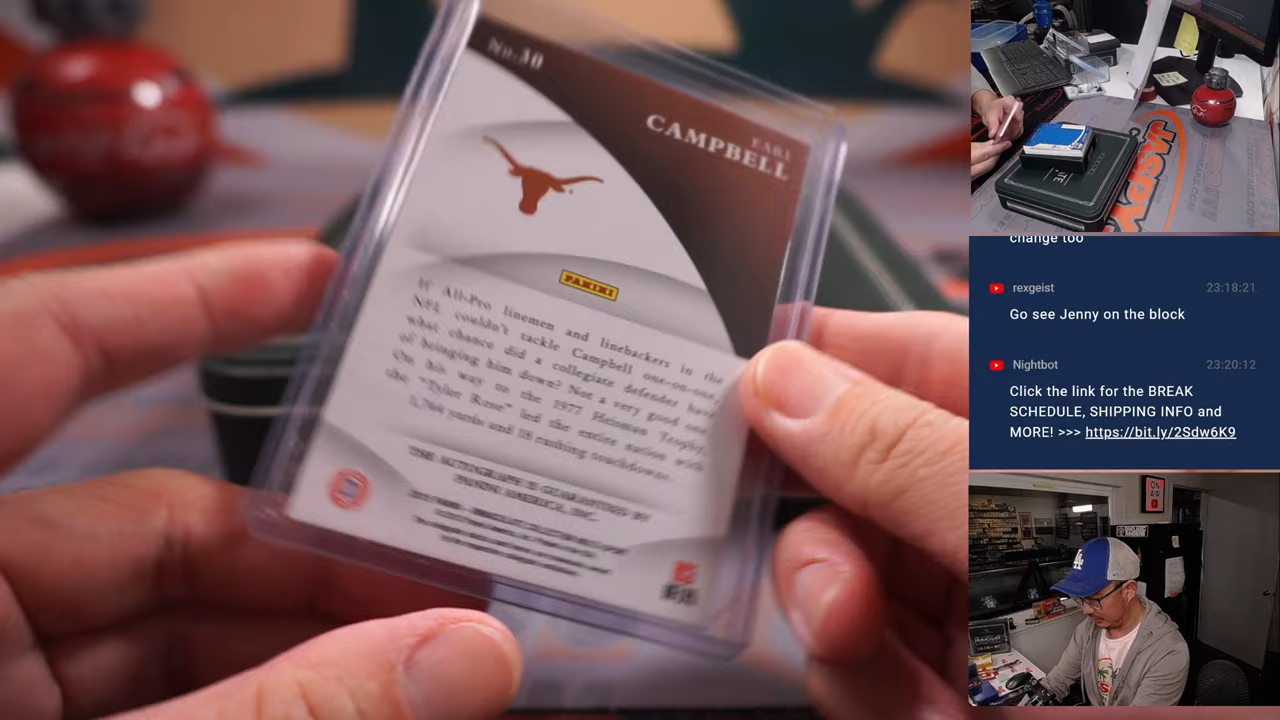 No. 30
EARL
CAMPBELL
PANINI
If All-Pro linemen and linebackers in the
NFL couldn't tackle Campbell one-on-one,
what chance did a collegiate defender have
of bringing him down? Not a very good one.
On his way to the 1977 Heisman Trophy,
the "Tyler Rose" led the entire nation with
1,744 yards and 18 rushing touchdowns.
THE AUTOGRAPH IS GUARANTEED BY
PANINI AMERICA, INC.
JASPY
change too
rexgeist 23:18:21
Go see Jenny on the block
Nightbot 23:20:12
Click the link for the BREAK
SCHEDULE, SHIPPING INFO and
MORE! >>> https://bit.ly/2Sdw6K9
ON
AIR
LA